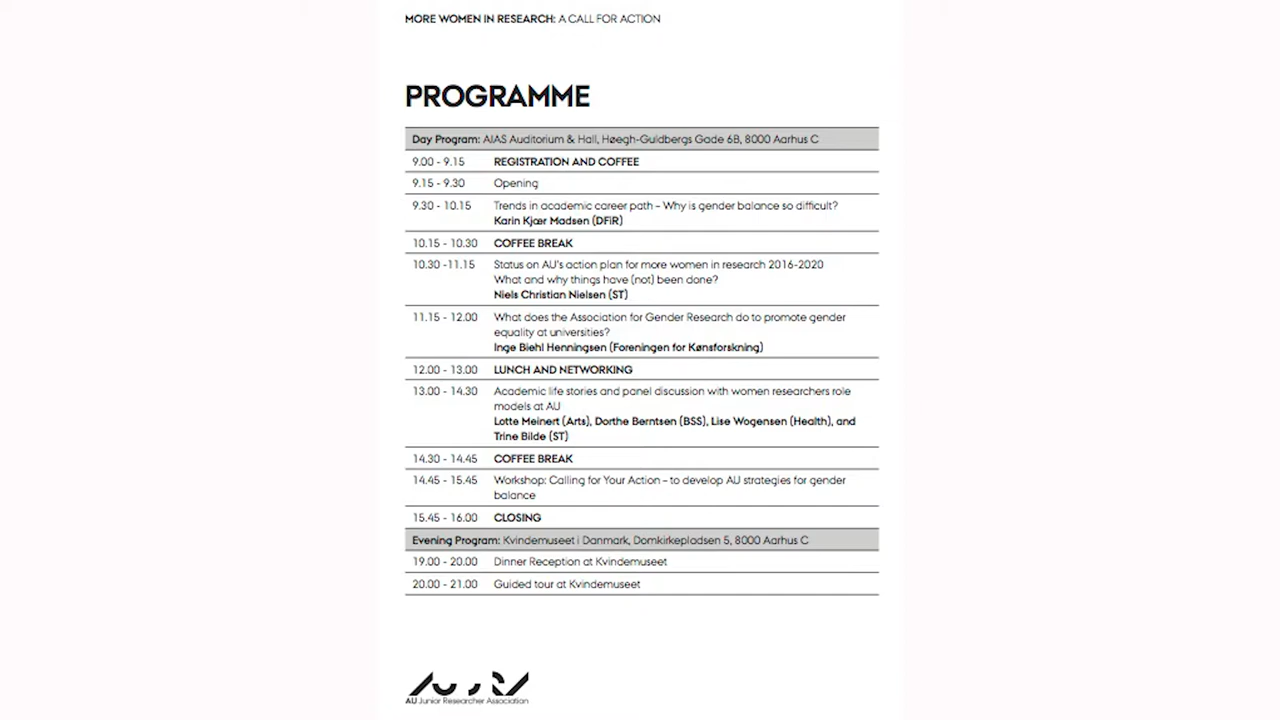 MORE WOMEN IN RESEARCH: A CALL FOR ACTION
PROGRAMME
Day Program: AIAS Auditorium & Hall, Høegh-Guldbergs Gade 6B, 8000 Aarhus C
9.00 - 9.15 REGISTRATION AND COFFEE
9.15 - 9.30 Opening
9.30 - 10.15 Trends in academic career path – Why is gender balance so difficult?
Karin Kjær Madsen (DFiR)
10.15 - 10.30 COFFEE BREAK
10.30 -11.15 Status on AU's action plan for more women in research 2016-2020
What and why things have (not) been done?
Niels Christian Nielsen (ST)
11.15 - 12.00 What does the Association for Gender Research do to promote gender
equality at universities?
Inge Biehl Henningsen (Foreningen for Kønsforskning)
12.00 - 13.00 LUNCH AND NETWORKING
13.00 - 14.30 Academic life stories and panel discussion with women researchers role
models at AU
Lotte Meinert (Arts), Dorthe Berntsen (BSS), Lise Wogensen (Health), and
Trine Bilde (ST)
14.30 - 14.45 COFFEE BREAK
14.45 - 15.45 Workshop: Calling for Your Action – to develop AU strategies for gender
balance
15.45 - 16.00 CLOSING
Evening Program: Kvindemuseet i Danmark, Domkirkepladsen 5, 8000 Aarhus C
19.00 - 20.00 Dinner Reception at Kvindemuseet
20.00 - 21.00 Guided tour at Kvindemuseet
AU Junior Researcher Association